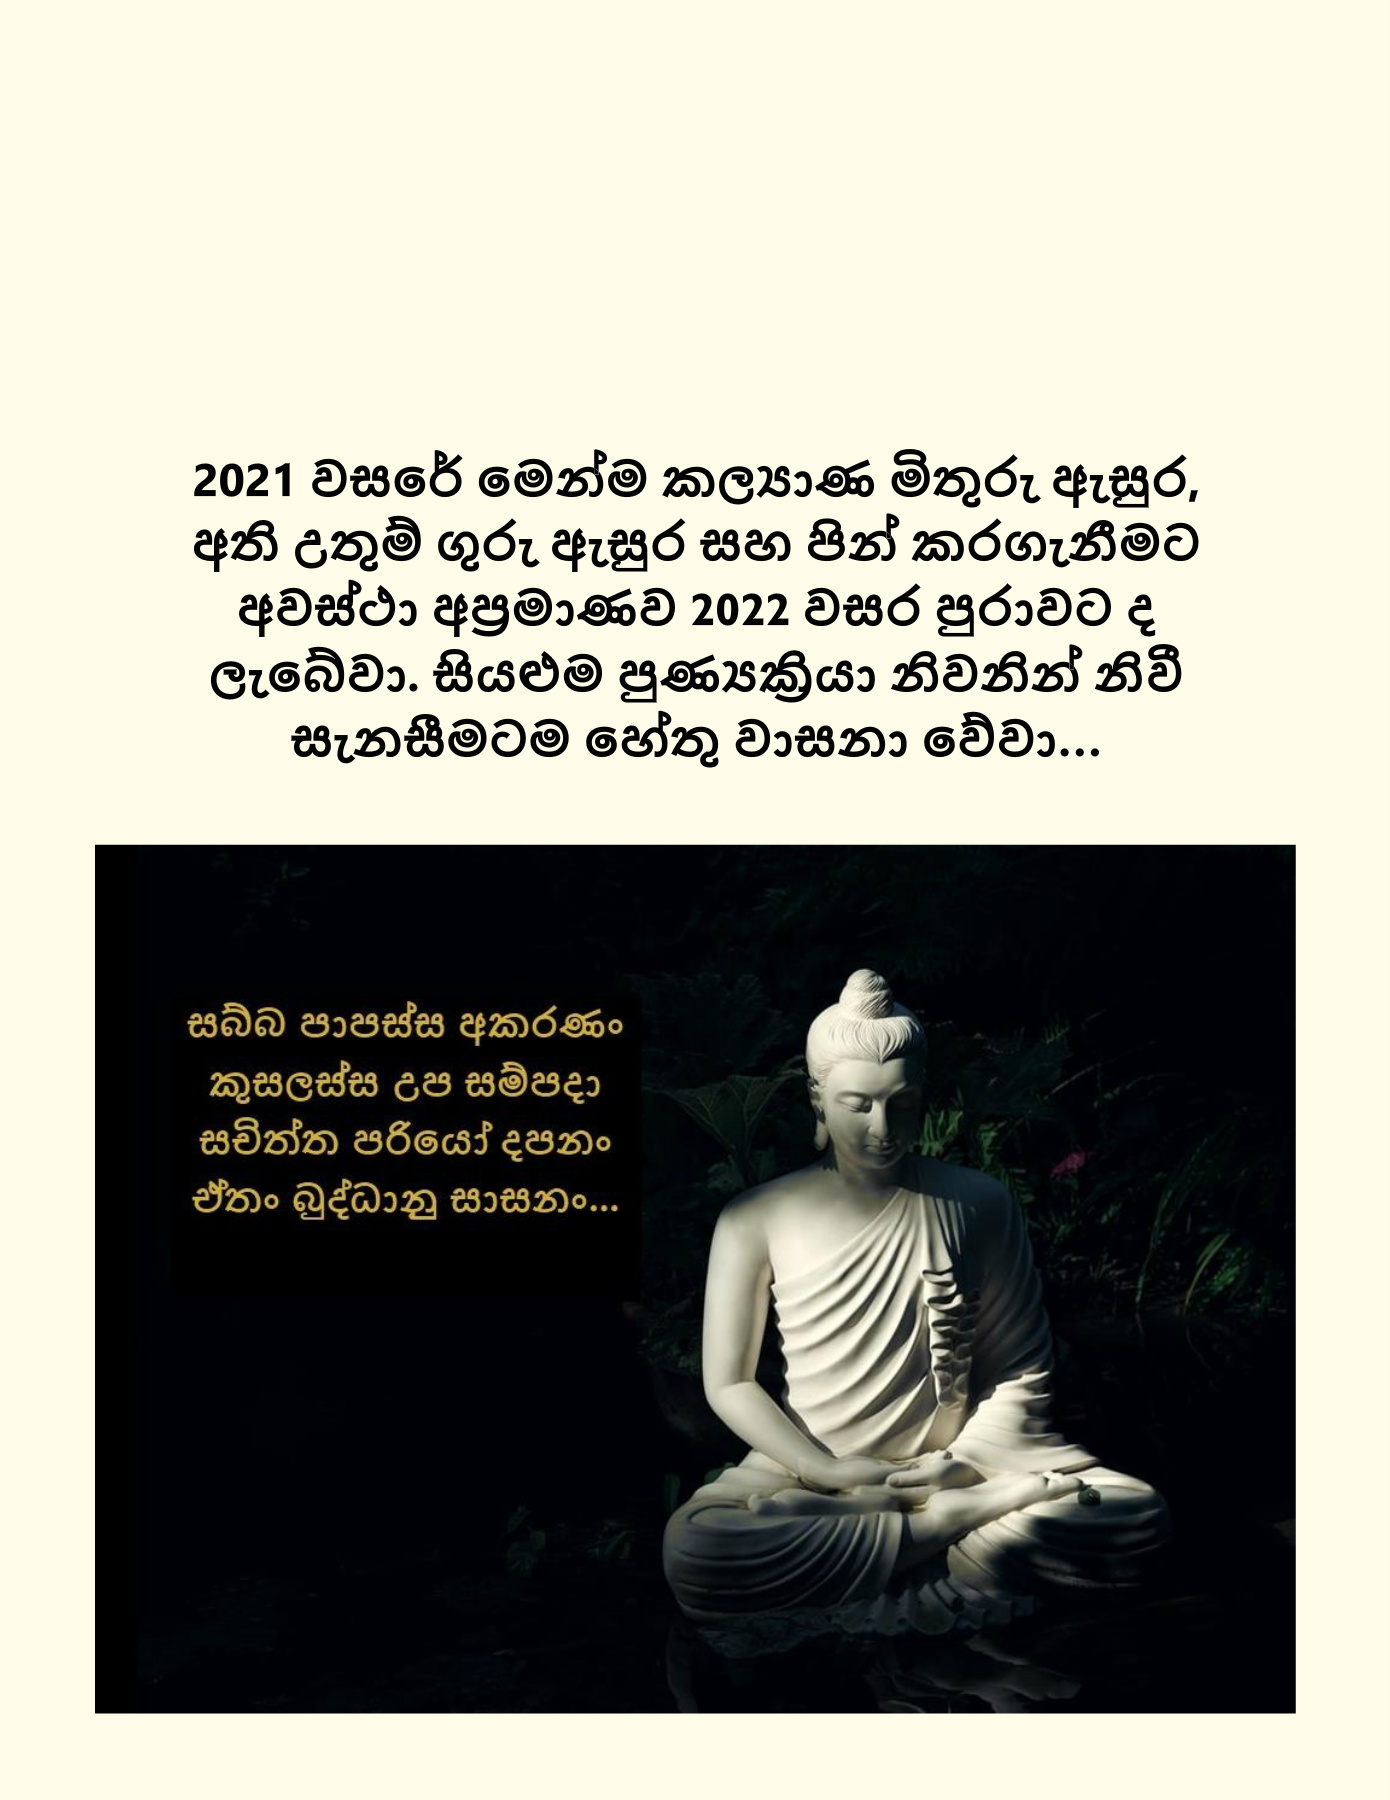 2021 වසරේ මෙන්ම කල්‍යාණ මිතුරු ඇසුර,
අති උතුම් ගුරු ඇසුර සහ පින් කරගැනීමට
අවස්ථා අප්‍රමාණව 2022 වසර පුරාවට ද
ලැබේවා. සියළුම පුණ්‍යක්‍රියා නිවනින් නිවී
සැනසීමටම හේතු වාසනා වේවා...
සබ්බ පාපස්ස අකරණං
කුසලස්ස උප සම්පදා
සචිත්ත පරියෝ දපනං
ඒතං බුද්ධානු සාසනං...